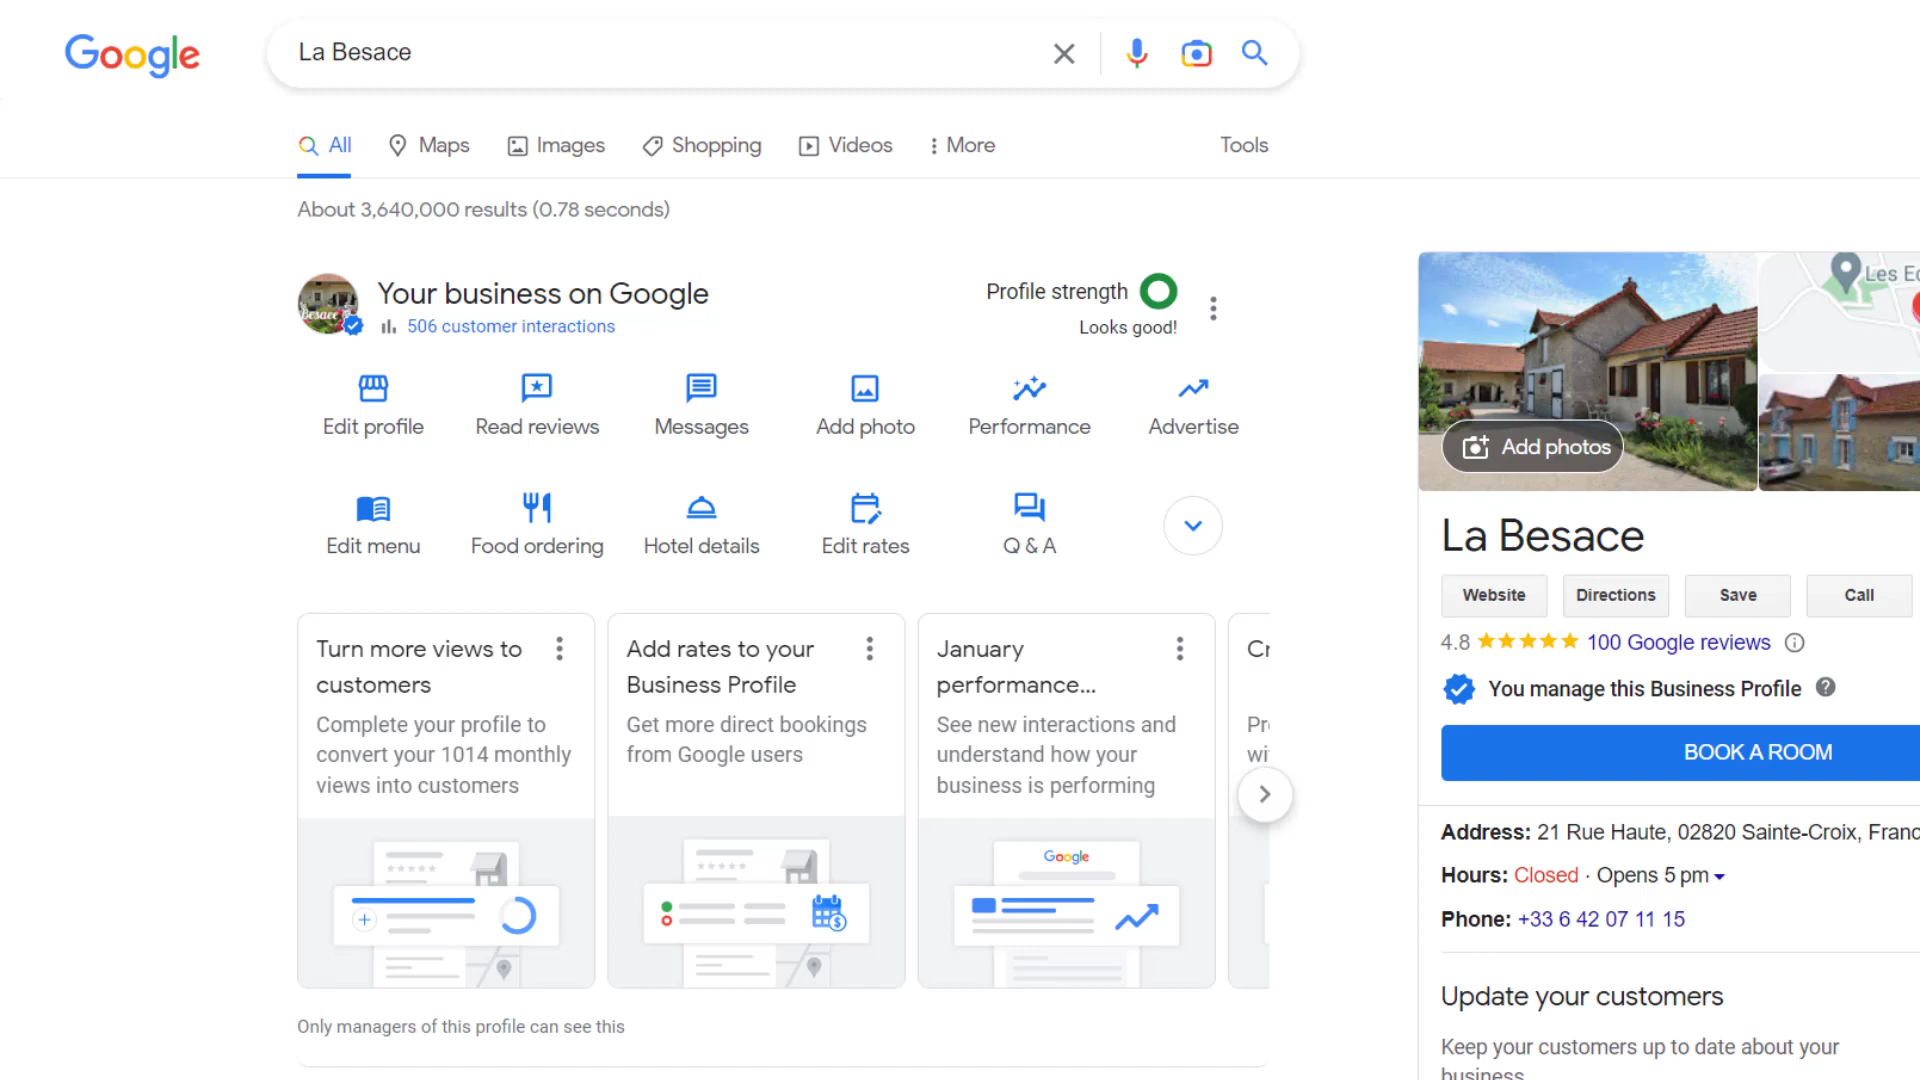 Google
La Besace
All
Maps
Images
Shopping
Videos
More
Tools
About 3,640,000 results (0.78 seconds)
Besace
Your business on Google
506 customer interactions
Profile strength
Looks good!
Edit profile
Read reviews
Messages
Add photo
Performance
Advertise
Edit menu
Food ordering
Hotel details
Edit rates
Q & A
Turn more views to
customers
Complete your profile to
convert your 1014 monthly
views into customers
Add rates to your
Business Profile
Get more direct bookings
from Google users
January
performance...
See new interactions and
understand how your
business is performing
Google
Only managers of this profile can see this
Les
Add photos
La Besace
Website
Directions
Save
Call
4.8
100 Google reviews
You manage this Business Profile
BOOK A ROOM
Address: 21 Rue Haute, 02820 Sainte-Croix, Franc
Hours: Closed · Opens 5 pm
Phone: +33 6 42 07 11 15
Update your customers
Keep your customers up to date about your
business